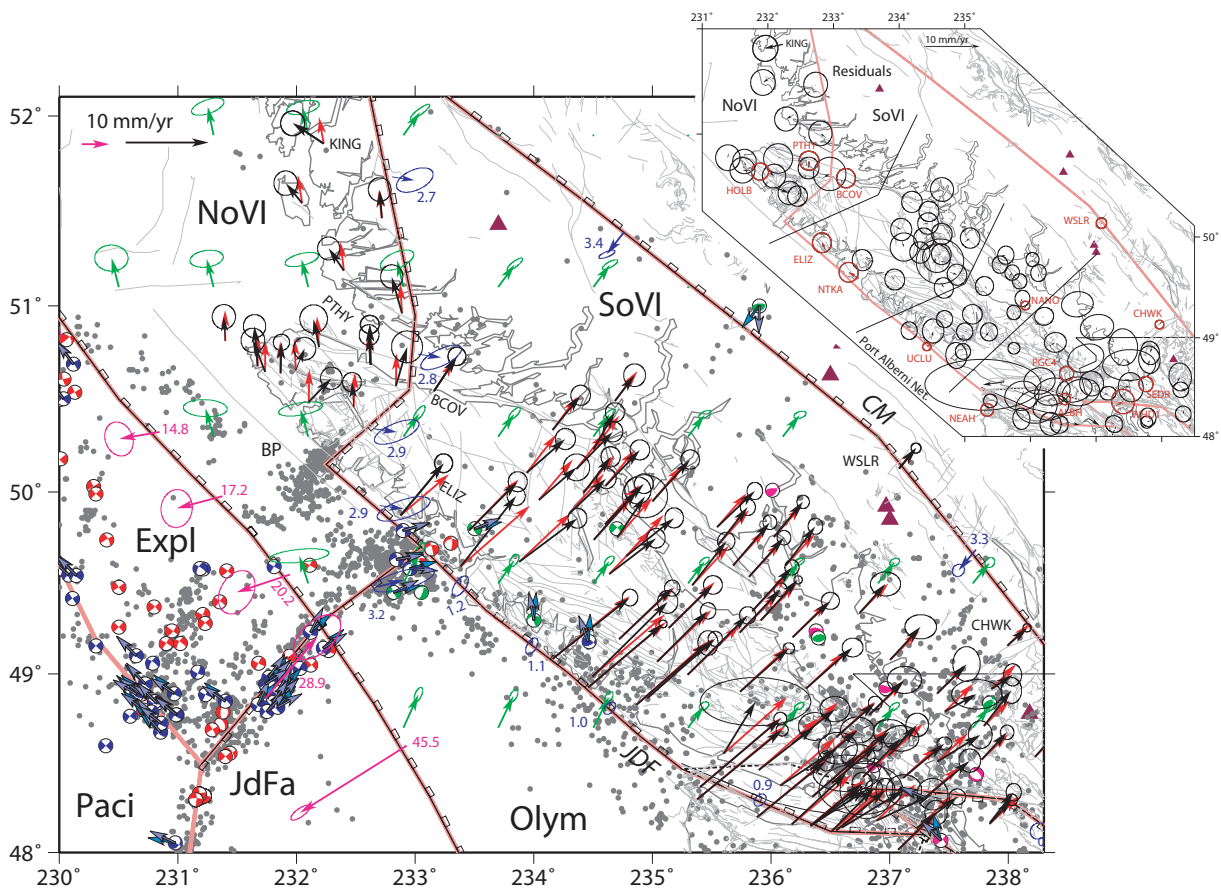 231° 232° 233° 234° 235°
KING
10 mm/yr
Residuals
NoVI
SoVI
PTHY
HOLB
BCOV
WSLR
50°
ELIZ
NTKA
NANO
CHWK
UCLU
PGC4
49°
Port Alberni Net.
SEDR
NEAH
ALBH
48°
52°
10 mm/yr
KING
NoVI
2.7
3.4
SoVI
51°
PTHY
2.8
BCOV
CM
14.8
BP
2.9
WSLR
50°
17.2
ELIZ
2.9
Expl
3.3
20.2
3.2
1.2
CHWK
49°
28.9
1.1
1.0
45.5
JDF
0.9
JdFa
Paci
Olym
48°
230° 231° 232° 233° 234° 235° 236° 237° 238°